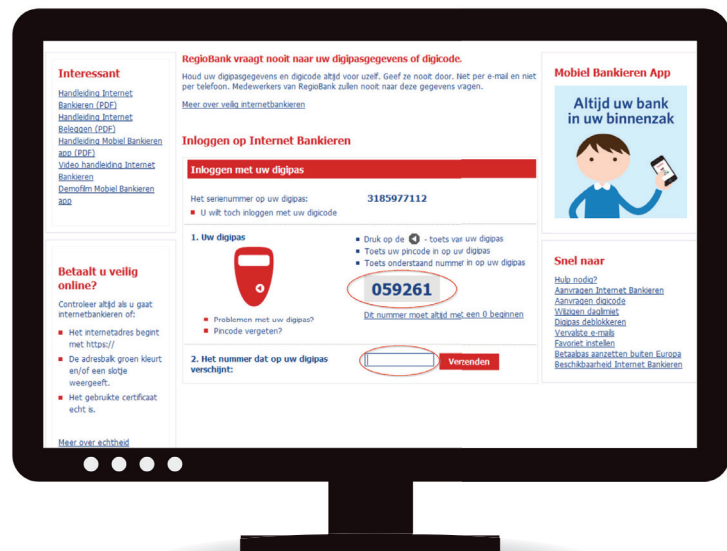 Interessant
Handleiding Internet
Bankieren (PDF)
Handleiding Internet
Beleggen (PDF)
Handleiding Mobiel Bankieren
app (PDF)
Video handleiding Internet
Bankieren
Demofilm Mobiel Bankieren
app
Betaalt u veilig
online?
Controleer altijd als u gaat
internetbankieren of:
Het internetadres begint
met https://
De adresbalk groen kleurt
en/of een slotje
weergeeft.
Het gebruikte certificaat
echt is.
Meer over echtheid
RegioBank vraagt nooit naar uw digipasgegevens of digicode.
Houd uw digipasgegevens en digicode altijd voor uzelf. Geef ze nooit door. Net per e-mail en niet
per telefoon. Medewerkers van RegioBank zullen nooit naar deze gegevens vragen.
Meer over veilig internetbankieren
Inloggen op Internet Bankieren
Inloggen met uw digipas
Het serienummer op uw digipas: 3185977112
U wilt toch inloggen met uw digicode
1. Uw digipas
Problemen met uw digipas?
Pincode vergeten?
Druk op de - toets var uw digipas
Toets uw pincode in op uw digipas
Toets onderstaand nummer in op uw digipas
059261
Dit nummer moet altijd met een 0 beginnen
2. Het nummer dat op uw digipas
verschijnt:
Verzenden
Mobiel Bankieren App
Altijd uw bank
in uw binnenzak
Snel naar
Hulp nodig?
Aanvragen Internet Bankieren
Aanvragen digicode
Wijzigen daglimiet
Digipas deblokkeren
Vervalste e-mails
Favoriet instellen
Betaalpas aanzetten buiten Europa
Beschikbaarheid Internet Bankieren